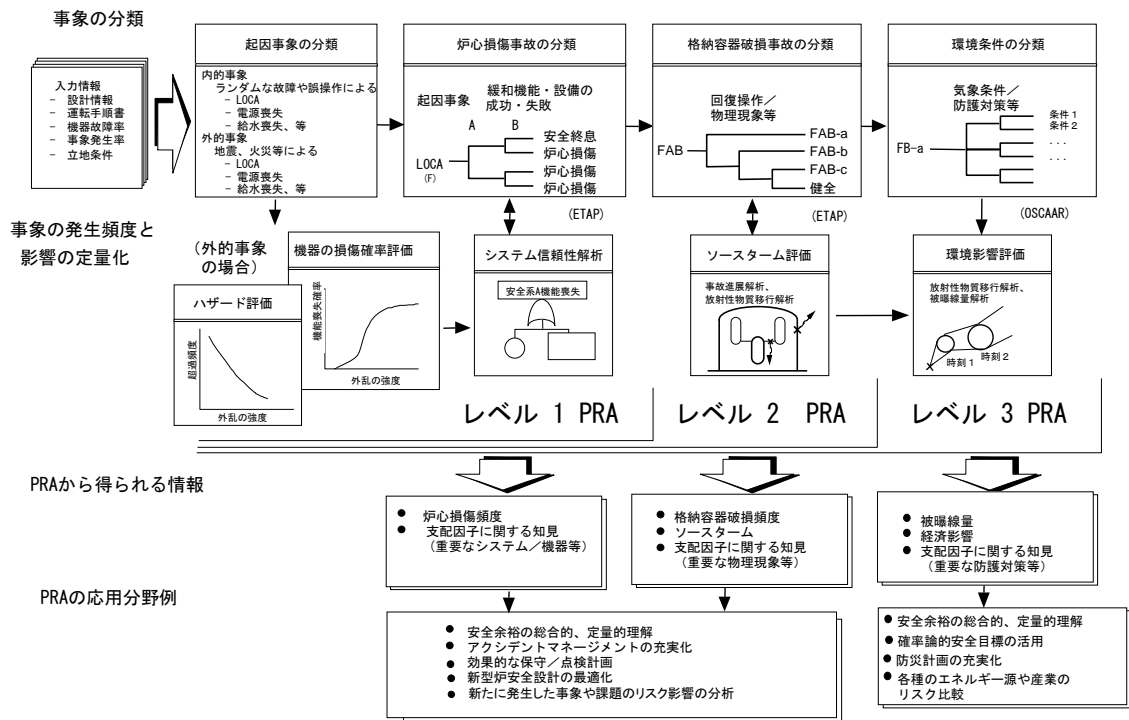 事象の分類
入力情報
－ 設計情報
－ 運転手順書
－ 機器故障率
－ 事象発生率
－ 立地条件
起因事象の分類
内的事象
ランダムな故障や誤操作による
－ LOCA
－ 電源喪失
－ 給水喪失、等
外的事象
地震、火災等による
－ LOCA
－ 電源喪失
－ 給水喪失、等
炉心損傷事故の分類
起因事象
緩和機能・設備の
成功・失敗
A B
LOCA
(F)
安全終息
炉心損傷
炉心損傷
炉心損傷
格納容器破損事故の分類
回復操作／
物理現象等
FAB
FAB-a
FAB-b
FAB-c
健全
環境条件の分類
気象条件／
防護対策等
FB-a
条件 1
条件 2
...
...
事象の発生頻度と
影響の定量化
(外的事象
の場合)
ハザード評価
超過頻度
外乱の強度
機器の損傷確率評価
機能喪失確率
外乱の強度
(ETAP)
システム信頼性解析
安全系A機能喪失
(ETAP)
ソースターム評価
事故進展解析、
放射性物質移行解析
(OSCAAR)
環境影響評価
放射性物質移行解析、
被曝線量解析
時刻 1
時刻 2
レベル 1 PRA
レベル 2 PRA
レベル 3 PRA
PRAから得られる情報
● 炉心損傷頻度
● 支配因子に関する知見
(重要なシステム／機器等)
● 格納容器破損頻度
● ソースターム
● 支配因子に関する知見
(重要な物理現象等)
● 被曝線量
● 経済影響
● 支配因子に関する知見
(重要な防護対策等)
PRAの応用分野例
● 安全余裕の総合的、定量的理解
● アクシデントマネージメントの充実化
● 効果的な保守／点検計画
● 新型炉安全設計の最適化
● 新たに発生した事象や課題のリスク影響の分析
● 安全余裕の総合的、定量的理解
● 確率論的安全目標の活用
● 防災計画の充実化
● 各種のエネルギー源や産業の
リスク比較